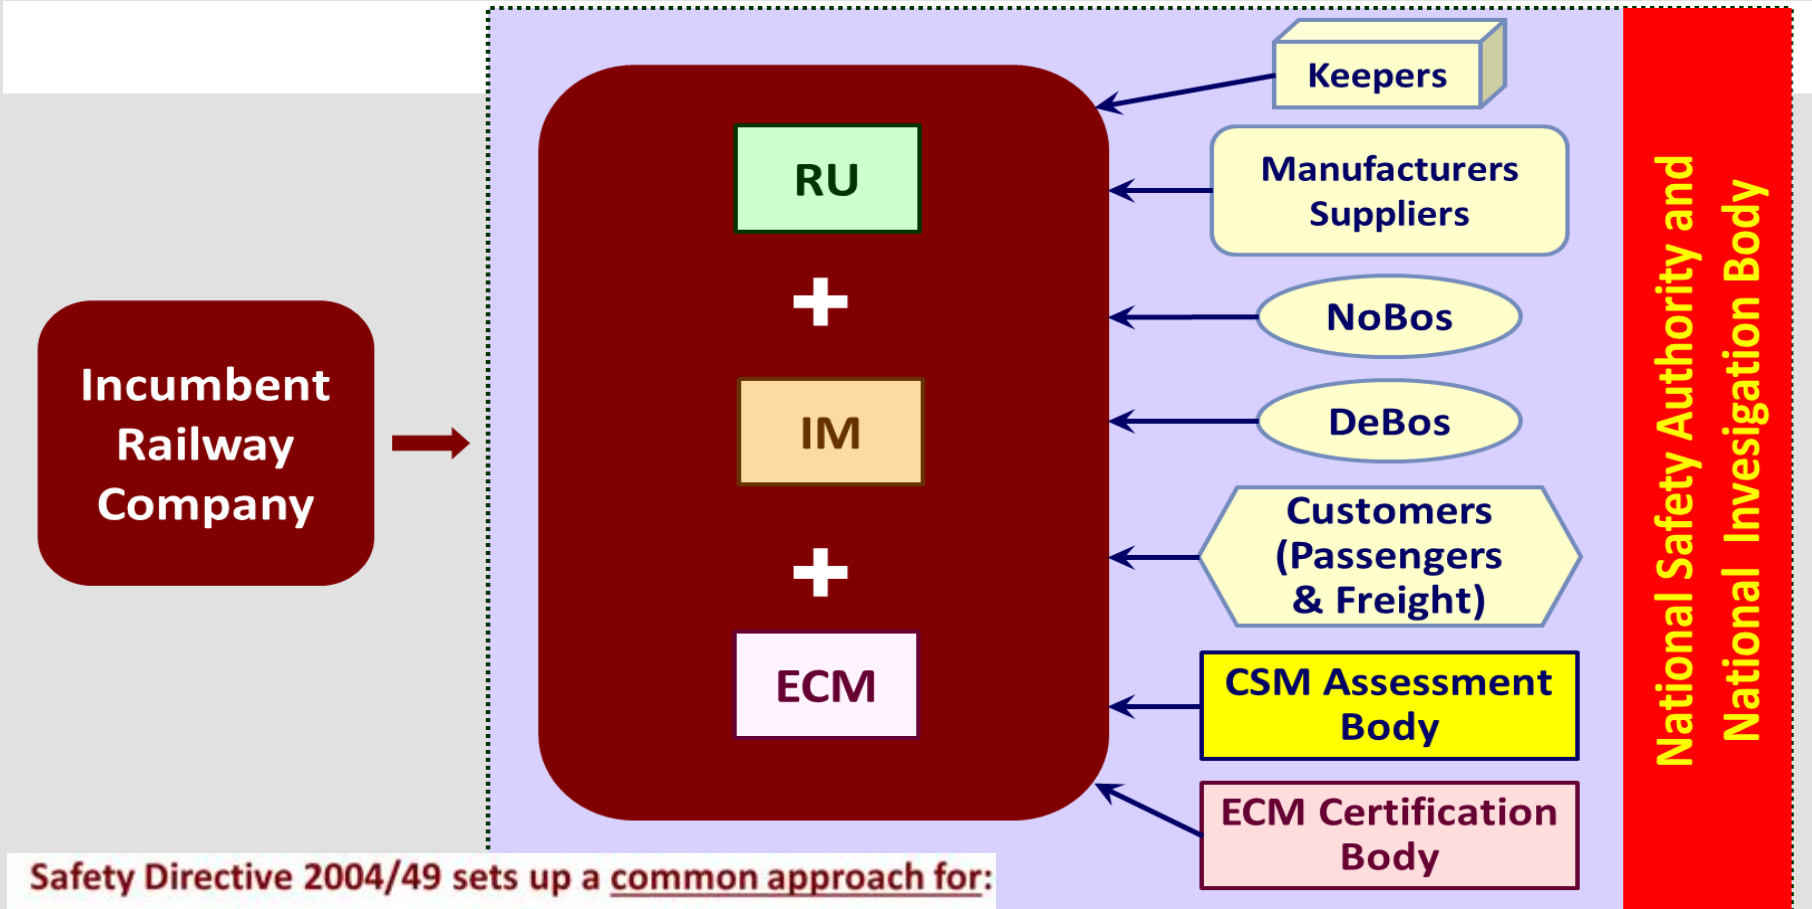 Incumbent
Railway
Company
RU
+
IM
+
ECM
Keepers
Manufacturers
Suppliers
NoBos
DeBos
Customers
(Passengers
& Freight)
CSM Assessment
Body
ECM Certification
Body
National Safety Authority and
National Invesigation Body
Safety Directive 2004/49 sets up a common approach for: